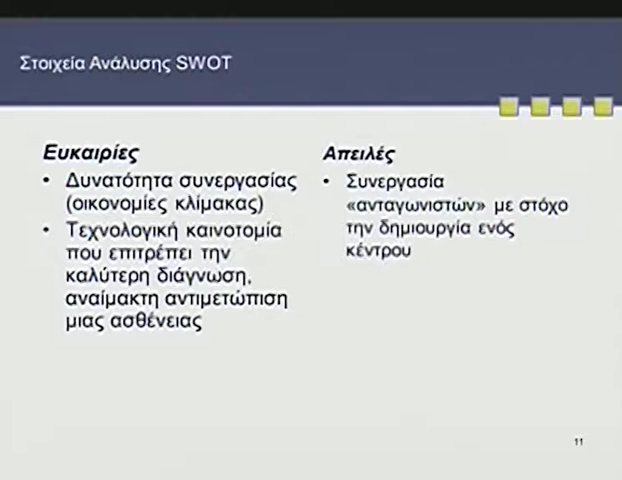 Στοιχεία Ανάλυσης SWOT
Ευκαιρίες
• Δυνατότητα συνεργασίας
(οικονομίες κλίμακας)
• Τεχνολογική καινοτομία
που επιτρέπει την
καλύτερη διάγνωση,
αναίμακτη αντιμετώπιση
μιας ασθένειας
Απειλές
• Συνεργασία
«ανταγωνιστών» με στόχο
την δημιουργία ενός
κέντρου
11